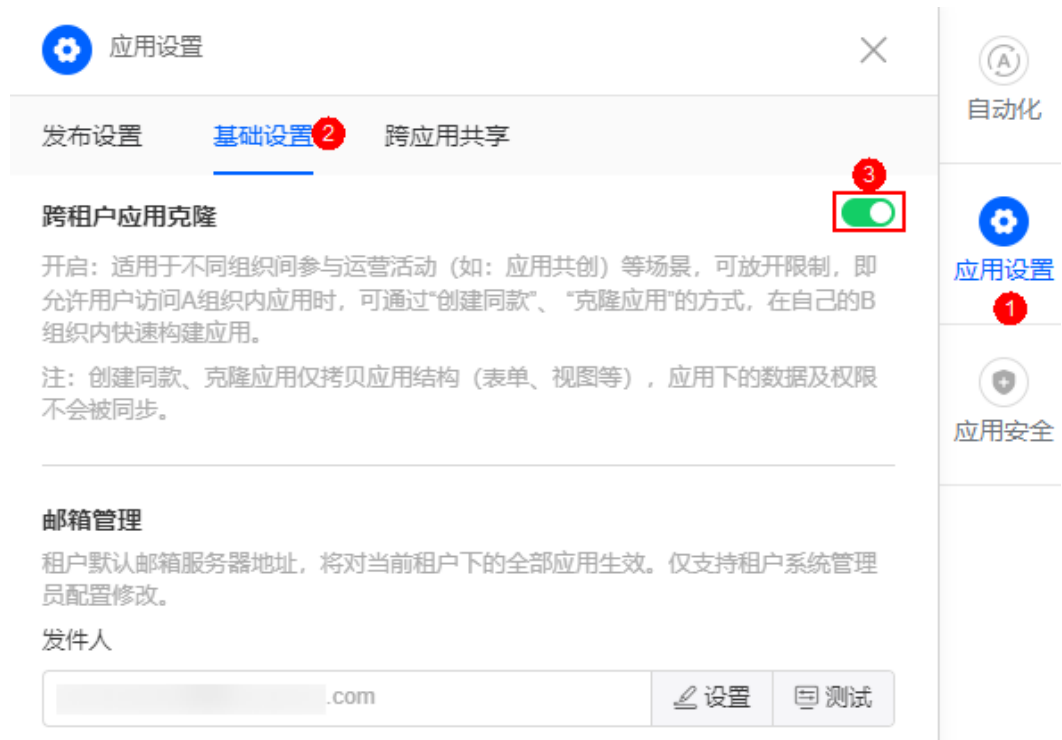 应用设置
发布设置 基础设置 2 跨应用共享
3
跨租户应用克隆
开启：适用于不同组织间参与运营活动（如：应用共创）等场景，可放开限制，即
允许用户访问A组织内应用时，可通过“创建同款”、“克隆应用”的方式，在自己的B
组织内快速构建应用。
注：创建同款、克隆应用仅拷贝应用结构（表单、视图等），应用下的数据及权限
不会被同步。
邮箱管理
租户默认邮箱服务器地址，将对当前租户下的全部应用生效。仅支持租户系统管理
员配置修改。
发件人
.com 设置 测试
A
自动化
应用设置
1
应用安全